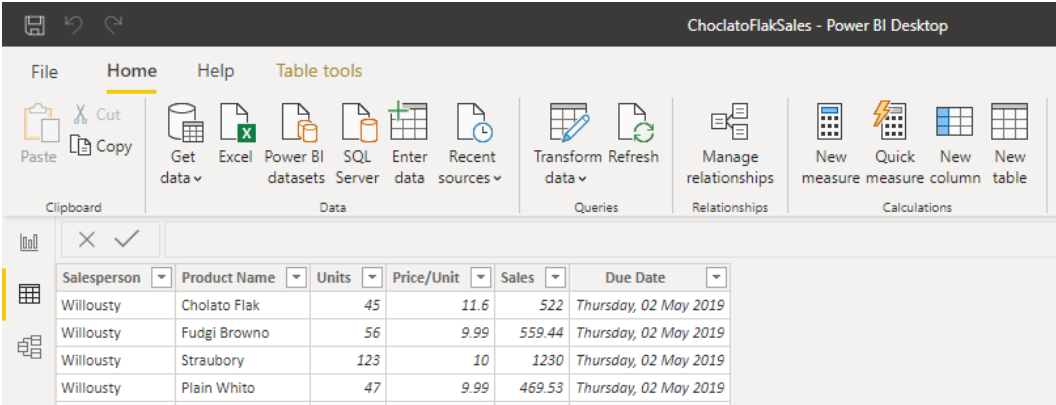 ChoclatoFlakSales - Power BI Desktop
File Home Help Table tools
Paste
Cut
Copy
Get data
Excel
Power BI datasets
SQL Server
Enter data
Recent sources
Transform data
Refresh
Manage relationships
New measure
Quick measure
New column
New table
Clipboard Data Queries Relationships Calculations
Salesperson Product Name Units Price/Unit Sales Due Date
Willousty Cholato Flak 45 11.6 522 Thursday, 02 May 2019
Willousty Fudgi Browno 56 9.99 559.44 Thursday, 02 May 2019
Willousty Straubory 123 10 1230 Thursday, 02 May 2019
Willousty Plain Whito 47 9.99 469.53 Thursday, 02 May 2019